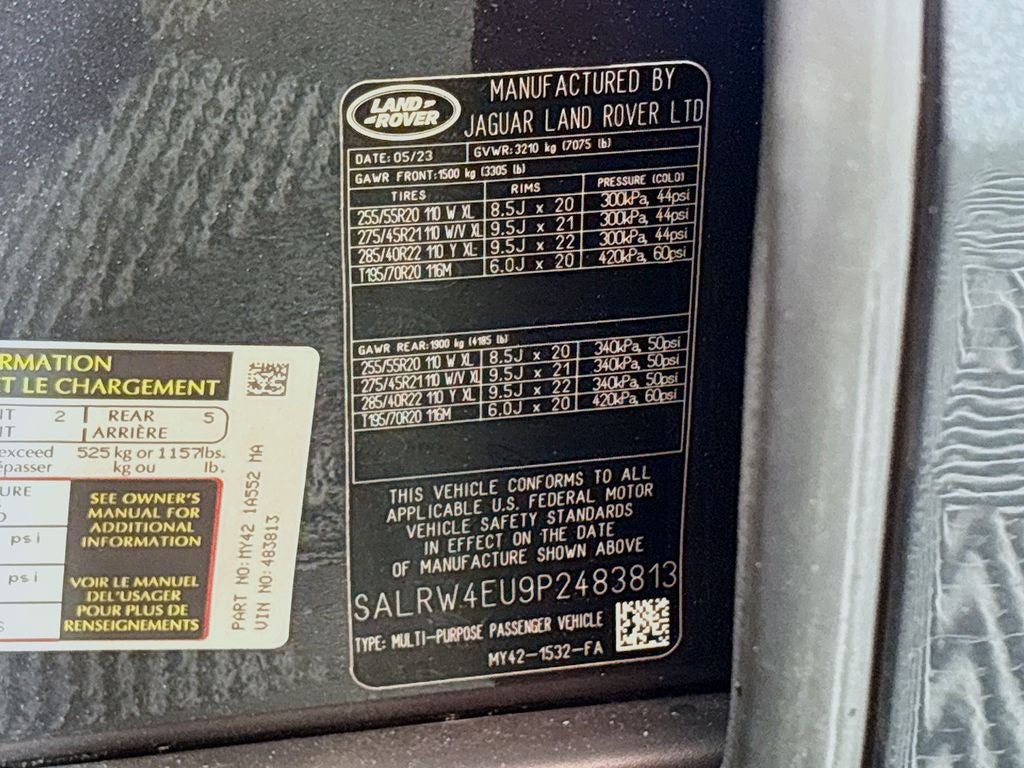 LAND-
-ROVER
MANUFACTURED BY
JAGUAR LAND ROVER LTD
DATE: 05/23 GVWR: 3210 kg (7075 lb)
GAWR FRONT: 1500 kg (3305 lb)
TIRES RIMS PRESSURE (COLD)
255/55R20 110 W XL 8.5J x 20 300kPa, 44psi
275/45R21 110 W/V XL 9.5J x 21 300kPa, 44psi
285/40R22 110 Y XL 9.5J x 22 300kPa, 44psi
T195/70R20 116M 6.0J x 20 420kPa, 60psi
GAWR REAR: 1900 kg (4185 lb)
255/55R20 110 W XL 8.5J x 20 340kPa, 50psi
275/45R21 110 W/V XL 9.5J x 21 340kPa, 50psi
285/40R22 110 Y XL 9.5J x 22 340kPa, 50psi
T195/70R20 116M 6.0J x 20 420kPa, 60psi
THIS VEHICLE CONFORMS TO ALL
APPLICABLE U.S. FEDERAL MOTOR
VEHICLE SAFETY STANDARDS
IN EFFECT ON THE DATE
OF MANUFACTURE SHOWN ABOVE
SALRW4EU9P2483813
TYPE: MULTI-PURPOSE PASSENGER VEHICLE
MY42-1532-FA
RMATION
ET LE CHARGEMENT
IT 2 REAR 5
IT ARRIÈRE
exceed 525 kg or 1157lbs.
épasser kg ou lb.
URE
psi
psi
SEE OWNER'S
MANUAL FOR
ADDITIONAL
INFORMATION
VOIR LE MANUEL
DEL'USAGER
POUR PLUS DE
RENSEIGNEMENTS
PART NO: MY42 1A552 MA
VIN NO: 483813